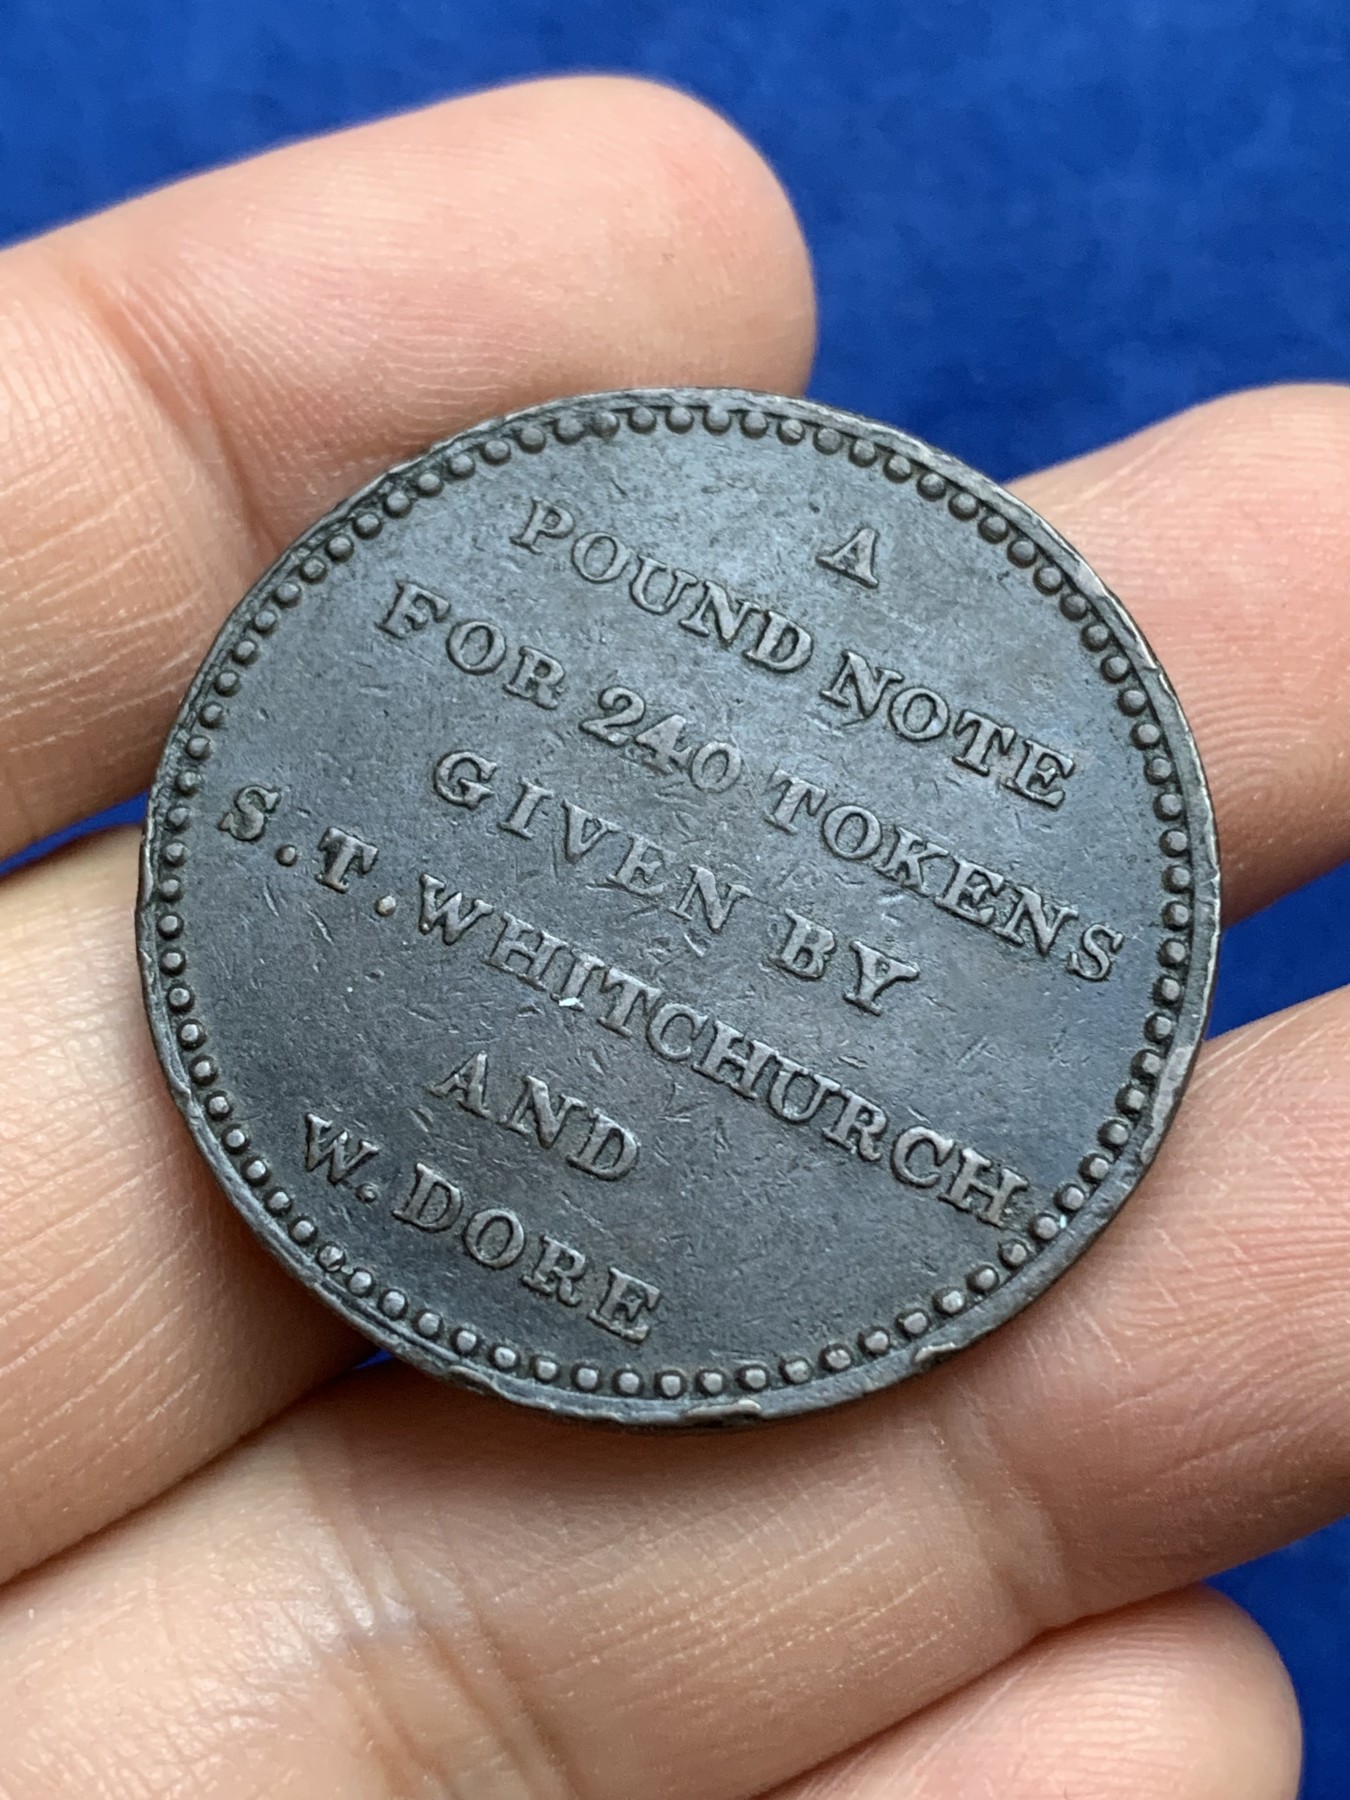 A
POUND NOTE
FOR 240 TOKENS
GIVEN BY
S.T. WHITCHURCH
AND
W. DORE